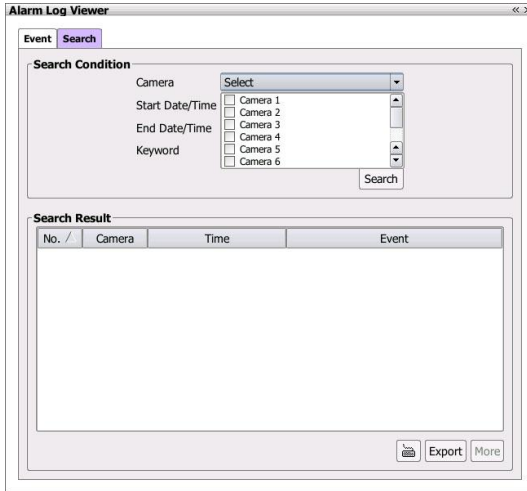 Alarm Log Viewer
Event Search
Search Condition
Camera Select
Start Date/Time
End Date/Time
Keyword
Camera 1
Camera 2
Camera 3
Camera 4
Camera 5
Camera 6
Search
Search Result
No. Camera Time Event
Export More